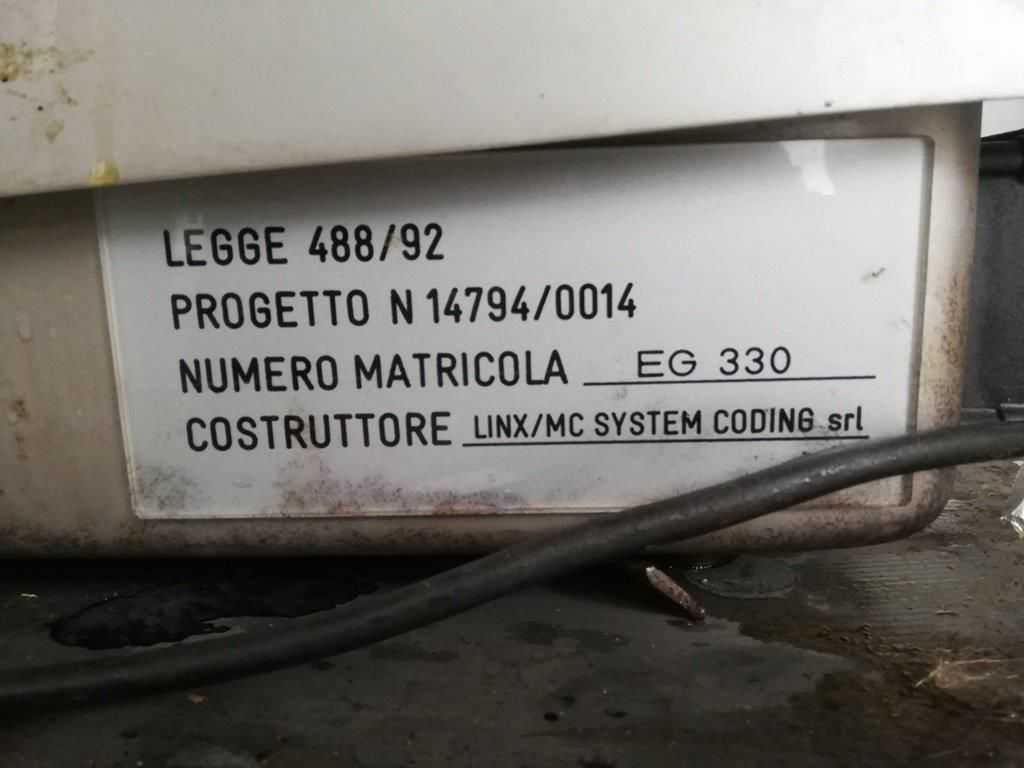 LEGGE 488/92
PROGETTO N 14794/0014
NUMERO MATRICOLA EG 330
COSTRUTTORE LINX/MC SYSTEM CODING srl